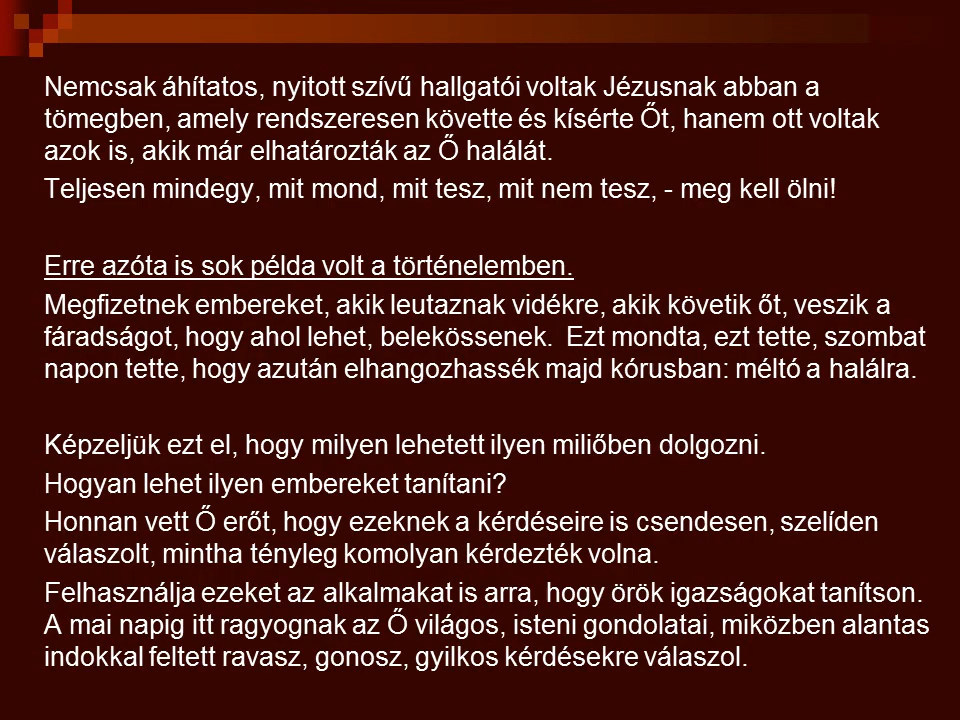 Nemcsak áhítatos, nyitott szívű hallgatói voltak Jézusnak abban a
tömegben, amely rendszeresen követte és kísérte Őt, hanem ott voltak
azok is, akik már elhatározták az Ő halálát.
Teljesen mindegy, mit mond, mit tesz, mit nem tesz, - meg kell ölni!
Erre azóta is sok példa volt a történelemben.
Megfizetnek embereket, akik leutaznak vidékre, akik követik őt, veszik a
fáradságot, hogy ahol lehet, belekössenek.  Ezt mondta, ezt tette, szombat
napon tette, hogy azután elhangozhassék majd kórusban: méltó a halálra.
Képzeljük ezt el, hogy milyen lehetett ilyen miliőben dolgozni.
Hogyan lehet ilyen embereket tanítani?
Honnan vett Ő erőt, hogy ezeknek a kérdéseire is csendesen, szelíden
válaszolt, mintha tényleg komolyan kérdezték volna.
Felhasználja ezeket az alkalmakat is arra, hogy örök igazságokat tanítson.
A mai napig itt ragyognak az Ő világos, isteni gondolatai, miközben alantas
indokkal feltett ravasz, gonosz, gyilkos kérdésekre válaszol.